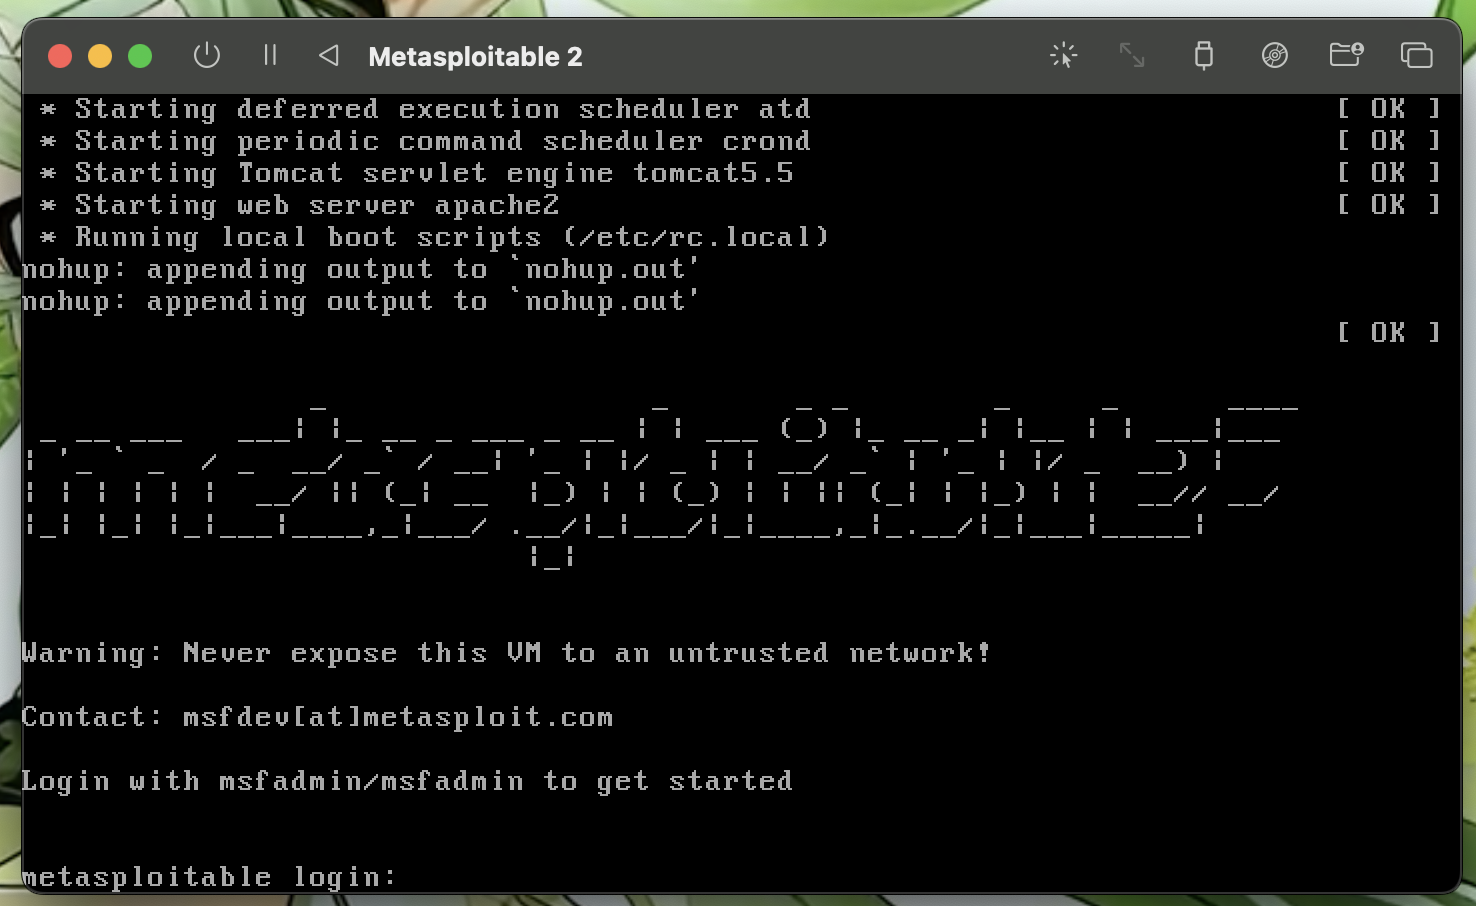 Metasploitable 2
 * Starting deferred execution scheduler atd [ OK ]
 * Starting periodic command scheduler crond [ OK ]
 * Starting Tomcat servlet engine tomcat5.5 [ OK ]
 * Starting web server apache2 [ OK ]
 * Running local boot scripts (/etc/rc.local)
nohup: appending output to `nohup.out'
nohup: appending output to `nohup.out'
[ OK ]
metasploitable2
Warning: Never expose this VM to an untrusted network!
Contact: msfdev[at]metasploit.com
Login with msfadmin/msfadmin to get started
metasploitable login: